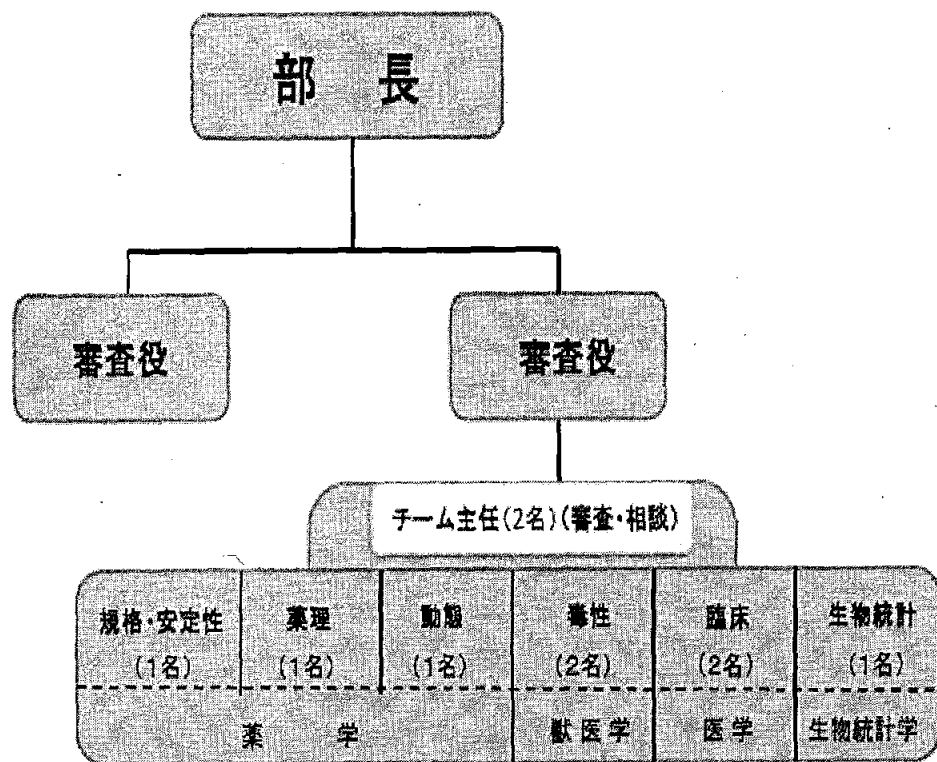 部 長
審査役 審査役
チーム主任(2名)(審査・相談)
規格・安定性 薬理 動態 毒性 臨床 生物統計
(1名) (1名) (1名) (2名) (2名) (1名)
薬 学 獣医学 医学 生物統計学